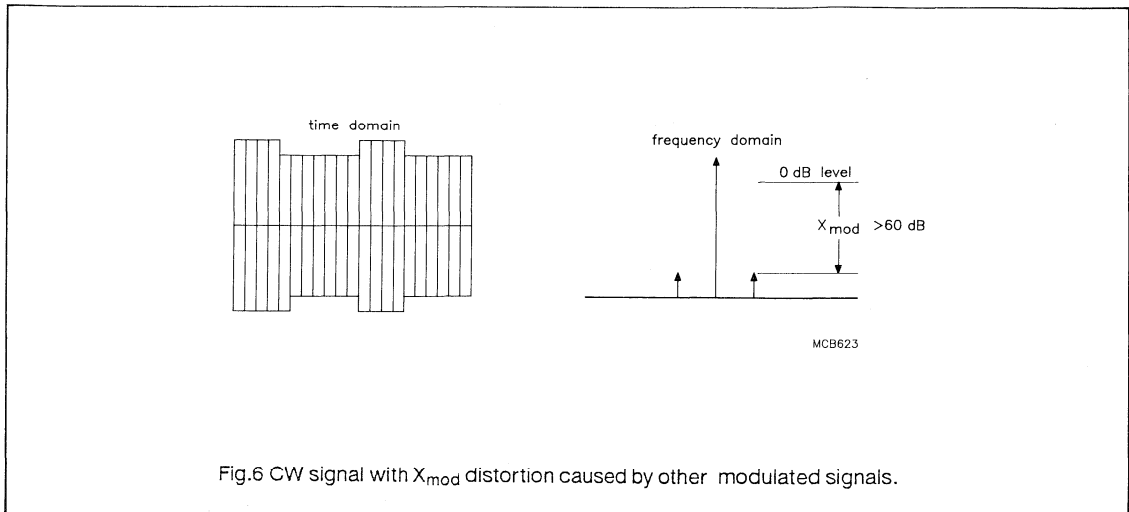 time domain
frequency domain
0 dB level
Xmod >60 dB
MCB623
Fig.6 CW signal with Xmod distortion caused by other modulated signals.